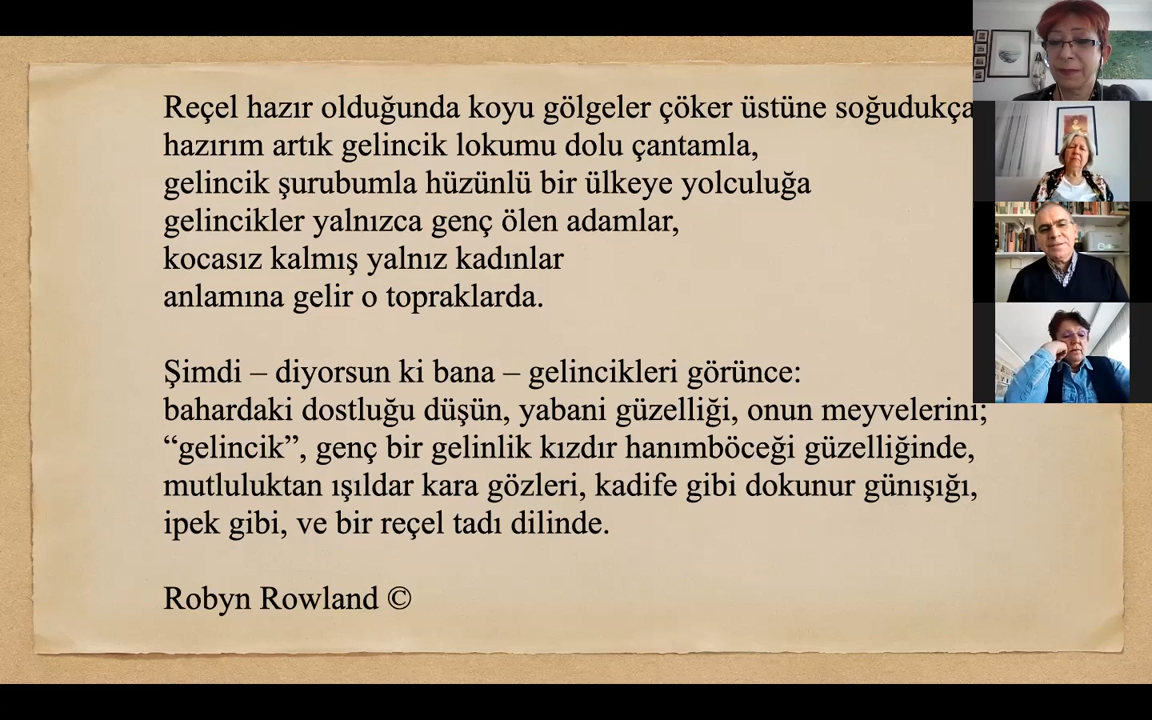 Reçel hazır olduğunda koyu gölgeler çöker üstüne soğudukça
hazırım artık gelincik lokumu dolu çantamla,
gelincik şurubumla hüzünlü bir ülkeye yolculuğa
gelincikler yalnızca genç ölen adamlar,
kocasız kalmış yalnız kadınlar
anlamına gelir o topraklarda.
Şimdi – diyorsun ki bana – gelincikleri görünce:
bahardaki dostluğu düşün, yabani güzelliği, onun meyvelerini;
“gelincik”, genç bir gelinlik kızdır hanımböceği güzelliğinde,
mutluluktan ışıldar kara gözleri, kadife gibi dokunur günışığı,
ipek gibi, ve bir reçel tadı dilinde.
Robyn Rowland ©